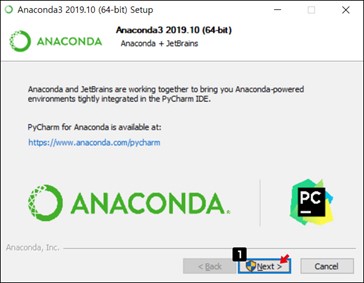 Anaconda3 2019.10 (64-bit) Setup
ANACONDA
Anaconda3 2019.10 (64-bit)
Anaconda + JetBrains
Anaconda and JetBrains are working together to bring you Anaconda-powered
environments tightly integrated in the PyCharm IDE.
PyCharm for Anaconda is available at:
https://www.anaconda.com/pycharm
ANACONDA.
PC
Anaconda, Inc.
1
< Back
Next >
Cancel